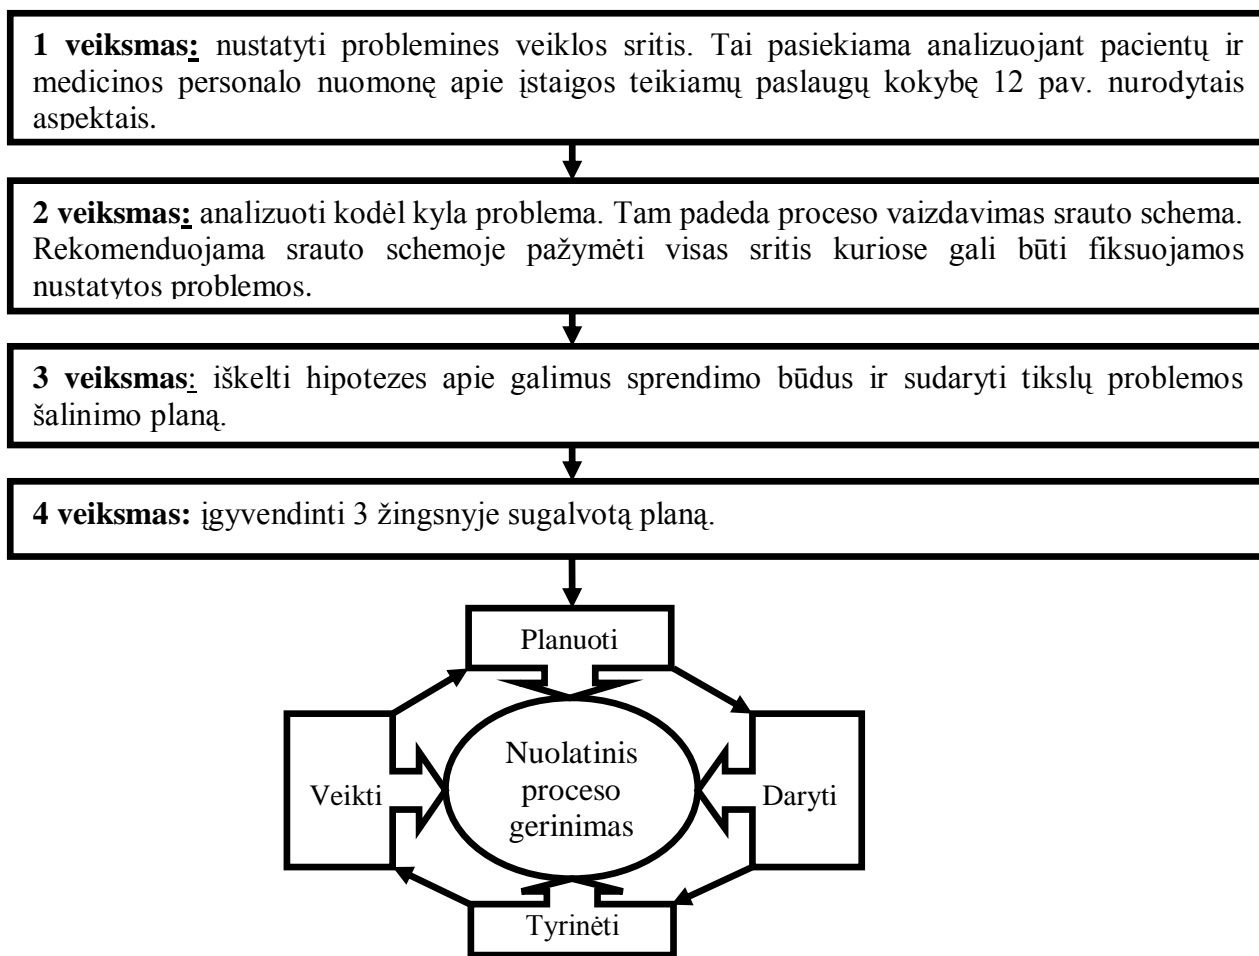 1 veiksmas: nustatyti problemines veiklos sritis. Tai pasiekiama analizuojant pacientų ir
medicinos personalo nuomonę apie įstaigos teikiamų paslaugų kokybę 12 pav. nurodytais
aspektais.
2 veiksmas: analizuoti kodėl kyla problema. Tam padeda proceso vaizdavimas srauto schema.
Rekomenduojama srauto schemoje pažymėti visas sritis kuriose gali būti fiksuojamos
nustatytos problemos.
3 veiksmas: iškelti hipotezes apie galimus sprendimo būdus ir sudaryti tikslų problemos
šalinimo planą.
4 veiksmas: įgyvendinti 3 žingsnyje sugalvotą planą.
Planuoti
Nuolatinis
proceso
gerinimas
Veikti
Daryti
Tyrinėti